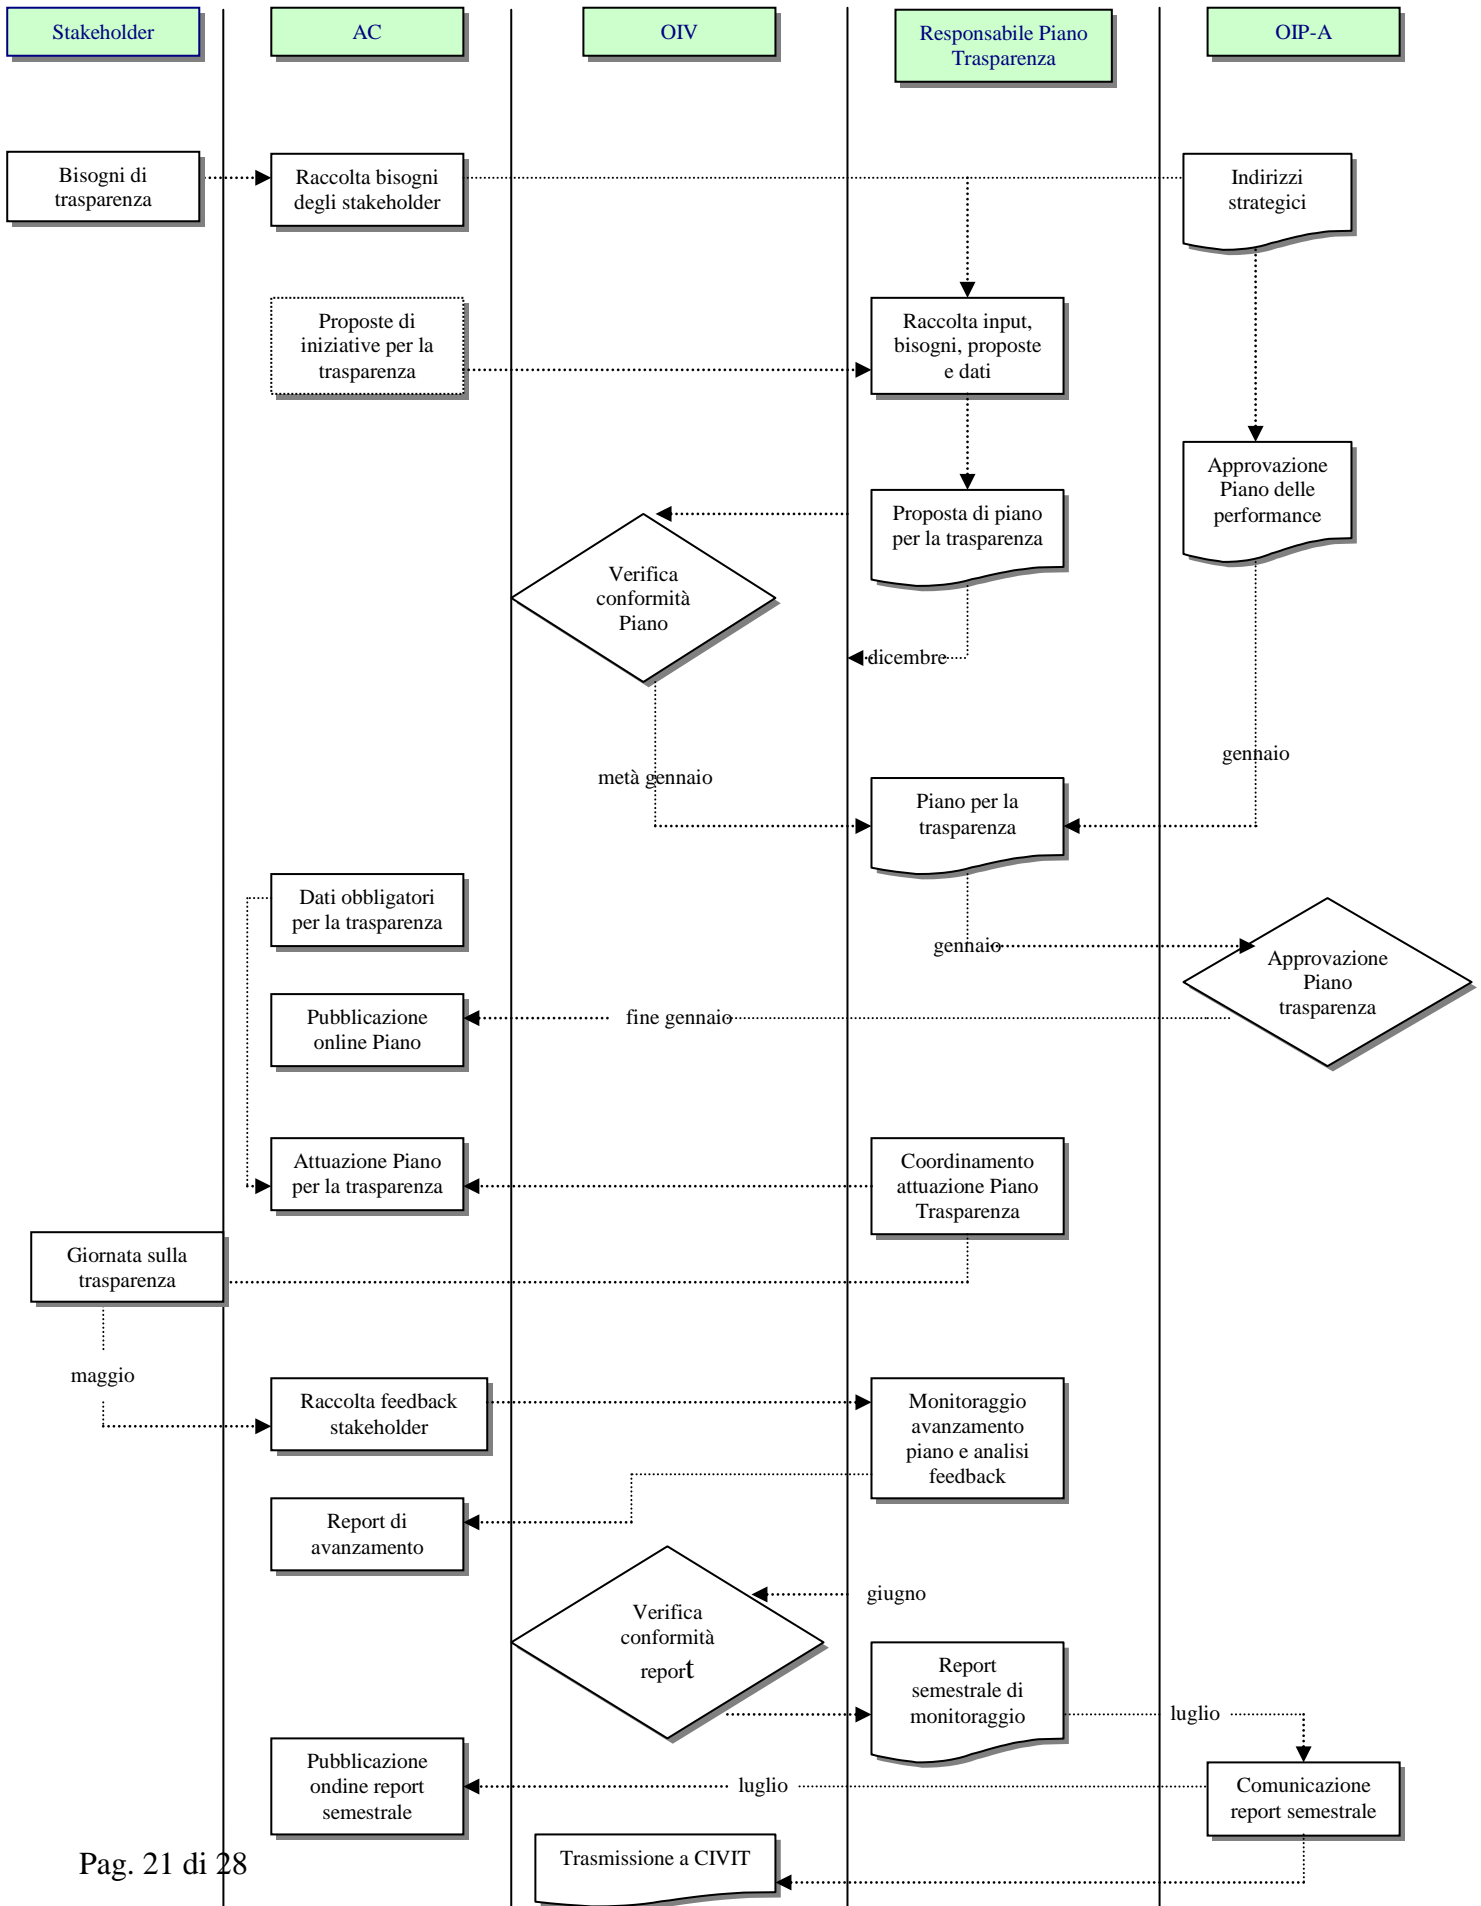 Stakeholder
AC
OIV
Responsabile Piano
Trasparenza
OIP-A
Bisogni di
trasparenza
Raccolta bisogni
degli stakeholder
Indirizzi
strategici
Proposte di
iniziative per la
trasparenza
Raccolta input,
bisogni, proposte
e dati
Approvazione
Piano delle
performance
Proposta di piano
per la trasparenza
Verifica
conformità
Piano
dicembre
gennaio
metà gennaio
Piano per la
trasparenza
Dati obbligatori
per la trasparenza
gennaio
Approvazione
Piano
trasparenza
Pubblicazione
online Piano
fine gennaio
Attuazione Piano
per la trasparenza
Coordinamento
attuazione Piano
Trasparenza
Giornata sulla
trasparenza
maggio
Raccolta feedback
stakeholder
Monitoraggio
avanzamento
piano e analisi
feedback
Report di
avanzamento
giugno
Verifica
conformità
report
Report
semestrale di
monitoraggio
luglio
Pubblicazione
ondine report
semestrale
luglio
Comunicazione
report semestrale
Trasmissione a CIVIT
Pag. 21 di 28